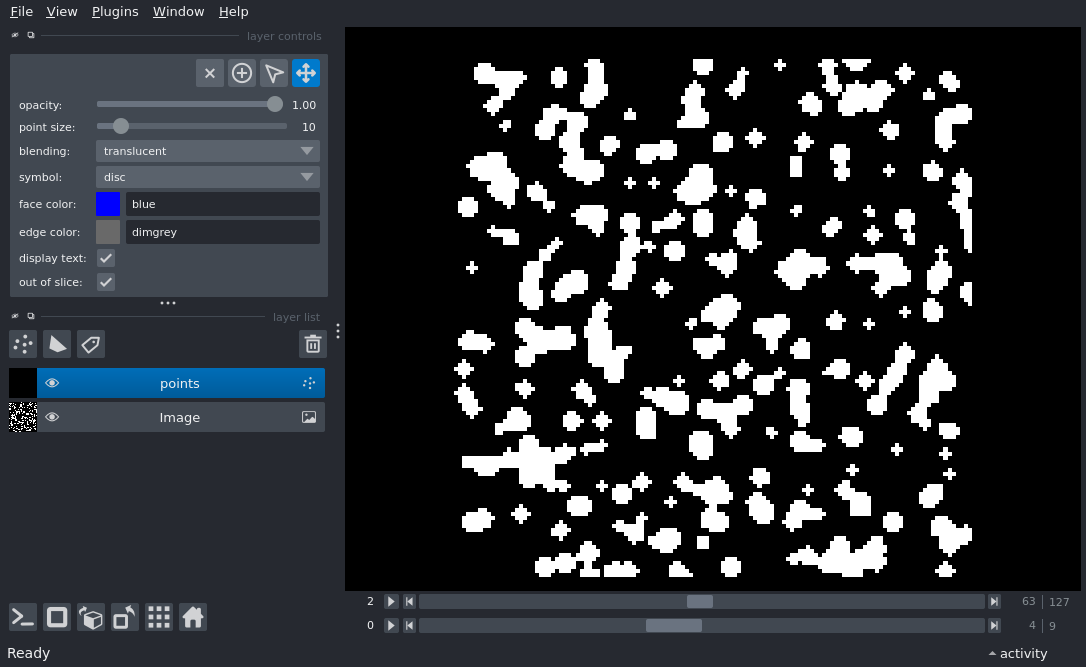 File View Plugins Window Help
layer controls
opacity: 1.00
point size: 10
blending: translucent
symbol: disc
face color: blue
edge color: dimgrey
display text:
out of slice:
layer list
points
Image
2 63 127
0 4 9
Ready activity